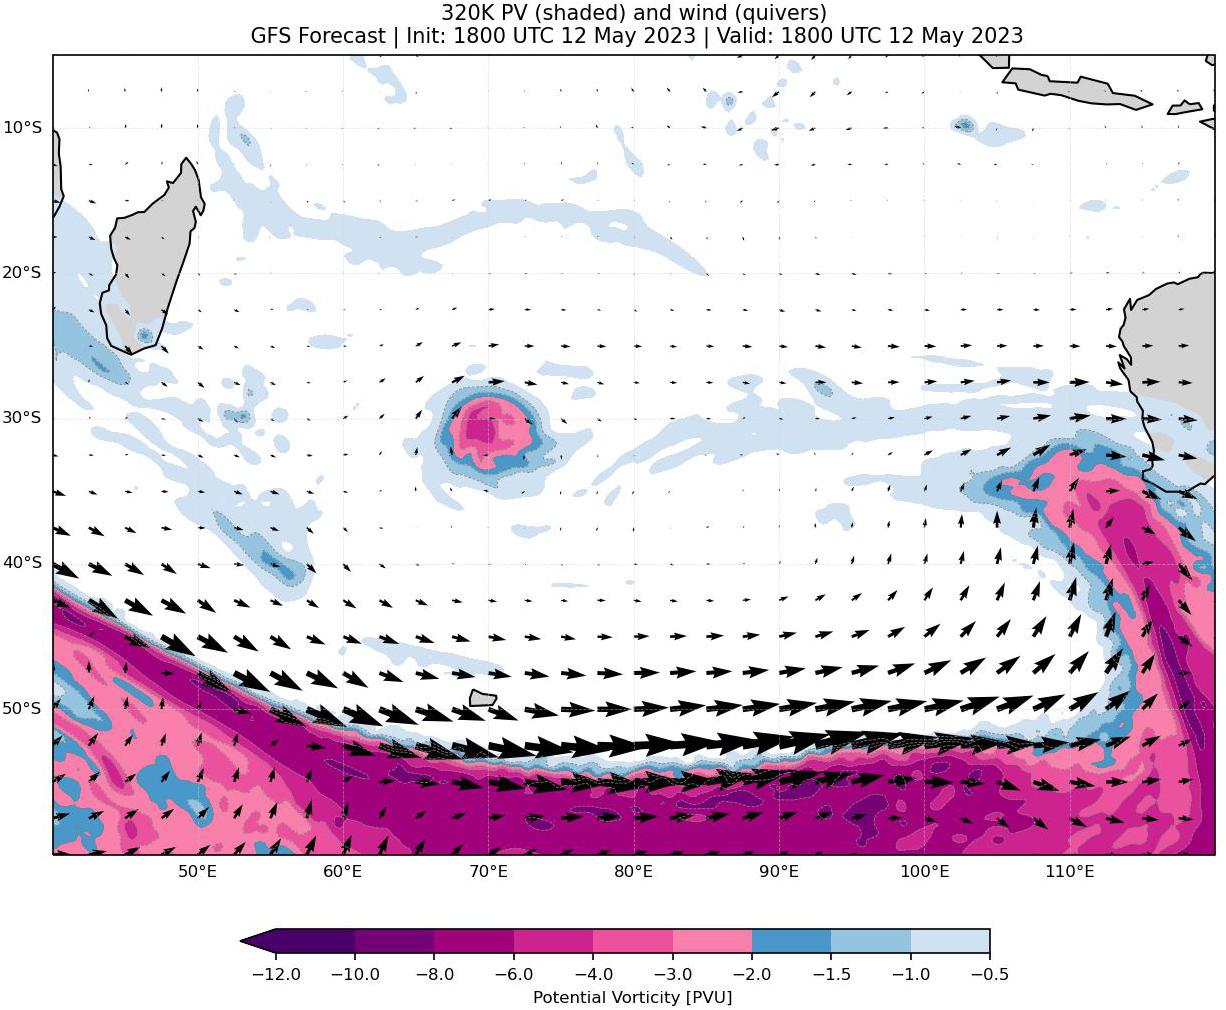 320K PV (shaded) and wind (quivers)
GFS Forecast | Init: 1800 UTC 12 May 2023 | Valid: 1800 UTC 12 May 2023
10°S
20°S
30°S
40°S
50°S
50°E 60°E 70°E 80°E 90°E 100°E 110°E
−12.0 −10.0 −8.0 −6.0 −4.0 −3.0 −2.0 −1.5 −1.0 −0.5
Potential Vorticity [PVU]